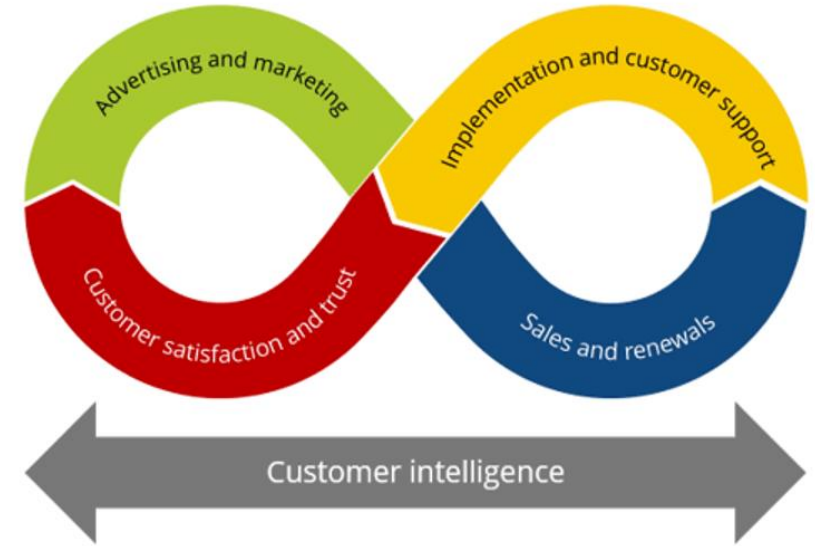 Advertising and marketing
Implementation and customer support
Customer satisfaction and trust
Sales and renewals
Customer intelligence